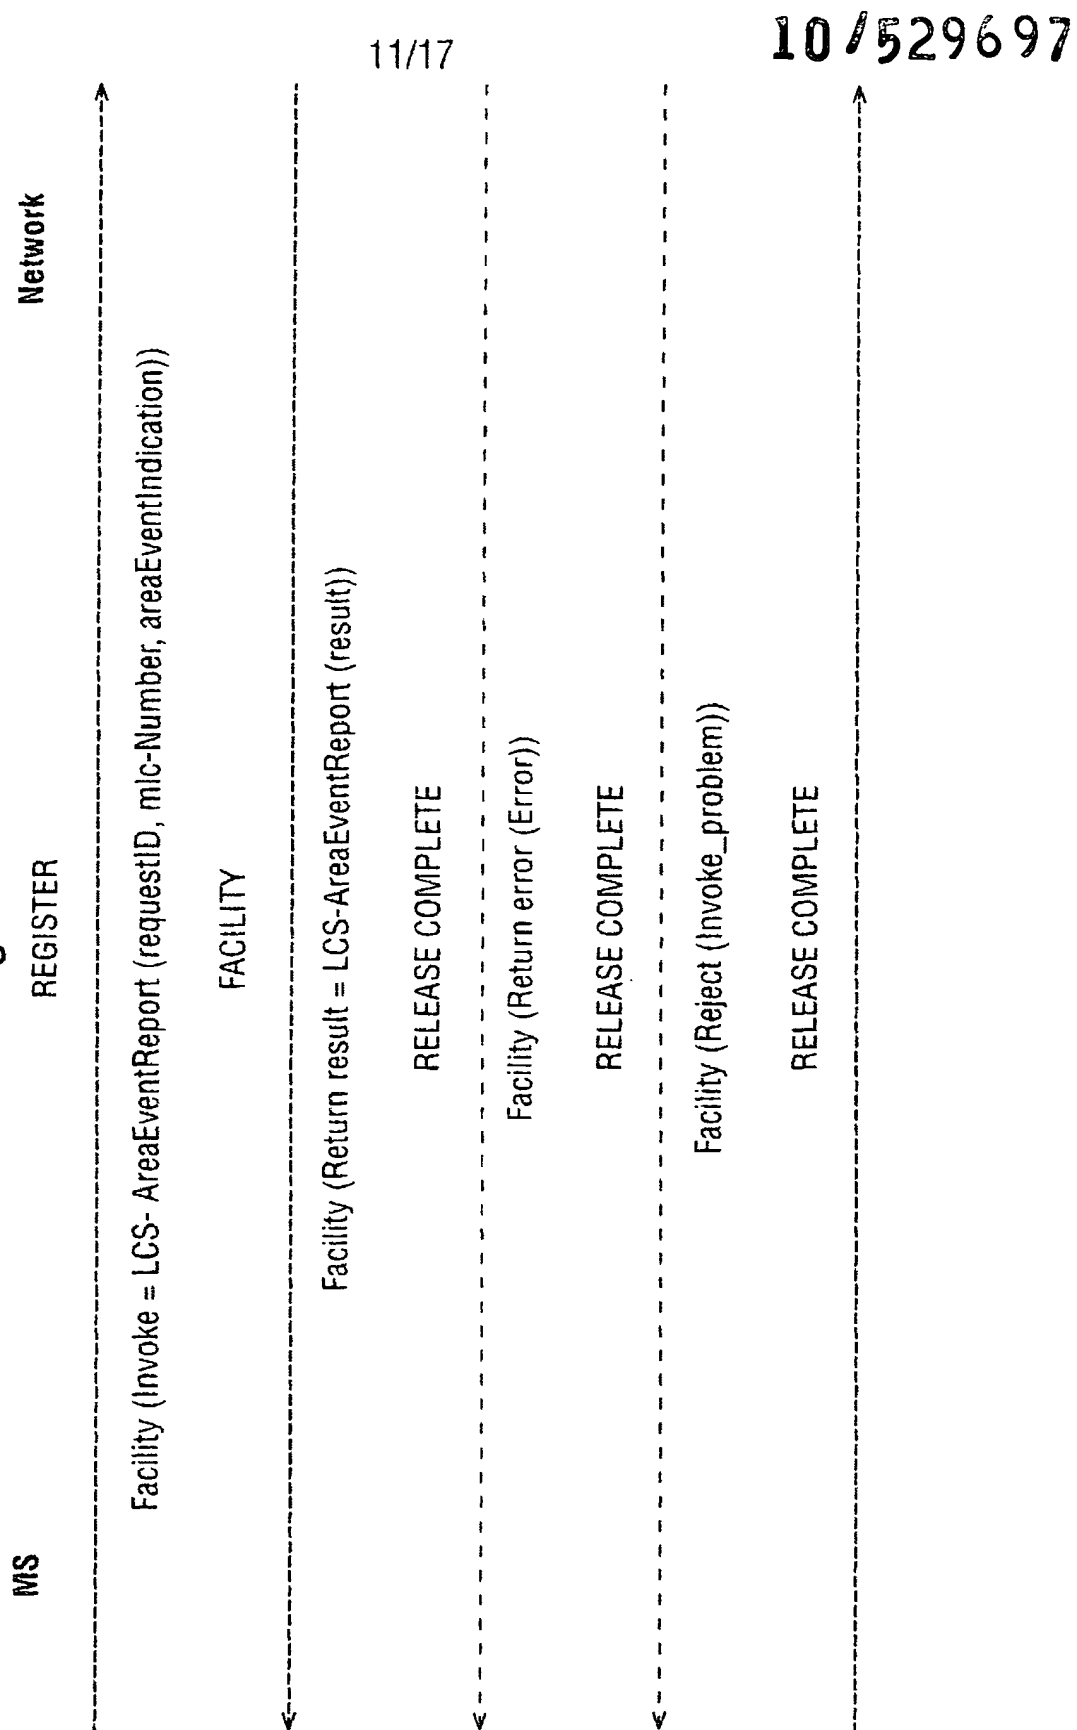 11/17
10/529697
MS
Network
REGISTER
Facility (Invoke = LCS- AreaEventReport (requestID, mlc-Number, areaEventIndication))
FACILITY
Facility (Return result = LCS-AreaEventReport (result))
RELEASE COMPLETE
Facility (Return error (Error))
RELEASE COMPLETE
Facility (Reject (Invoke_problem))
RELEASE COMPLETE